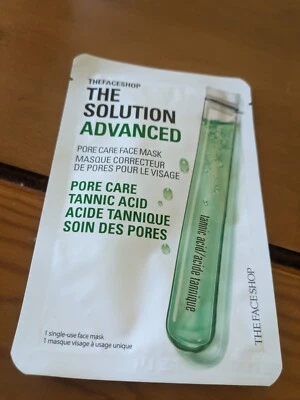 THEFACESHOP
THE
SOLUTION
ADVANCED
PORE CARE FACE MASK
MASQUE CORRECTEUR
DE PORES POUR LE VISAGE
PORE CARE
TANNIC ACID
ACIDE TANNIQUE
SOIN DES PORES
tannic acid/acide tannique
THEFACESHOP
1 single-use face mask
1 masque visage à usage unique